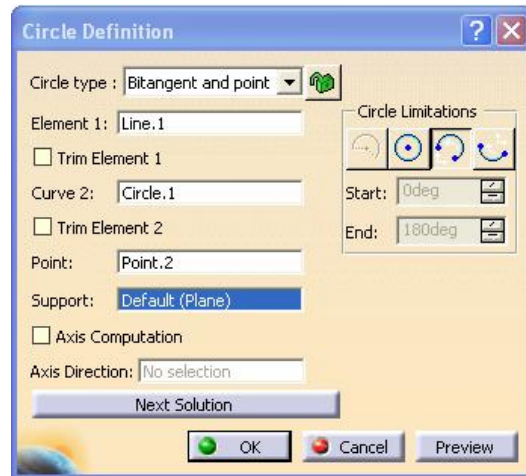 Circle Definition
?
Circle type : Bitangent and point
Circle Limitations
Element 1: Line.1
Trim Element 1
Curve 2: Circle.1
Start: 0deg
Trim Element 2
End: 180deg
Point: Point.2
Support: Default (Plane)
Axis Computation
Axis Direction: No selection
Next Solution
OK Cancel Preview